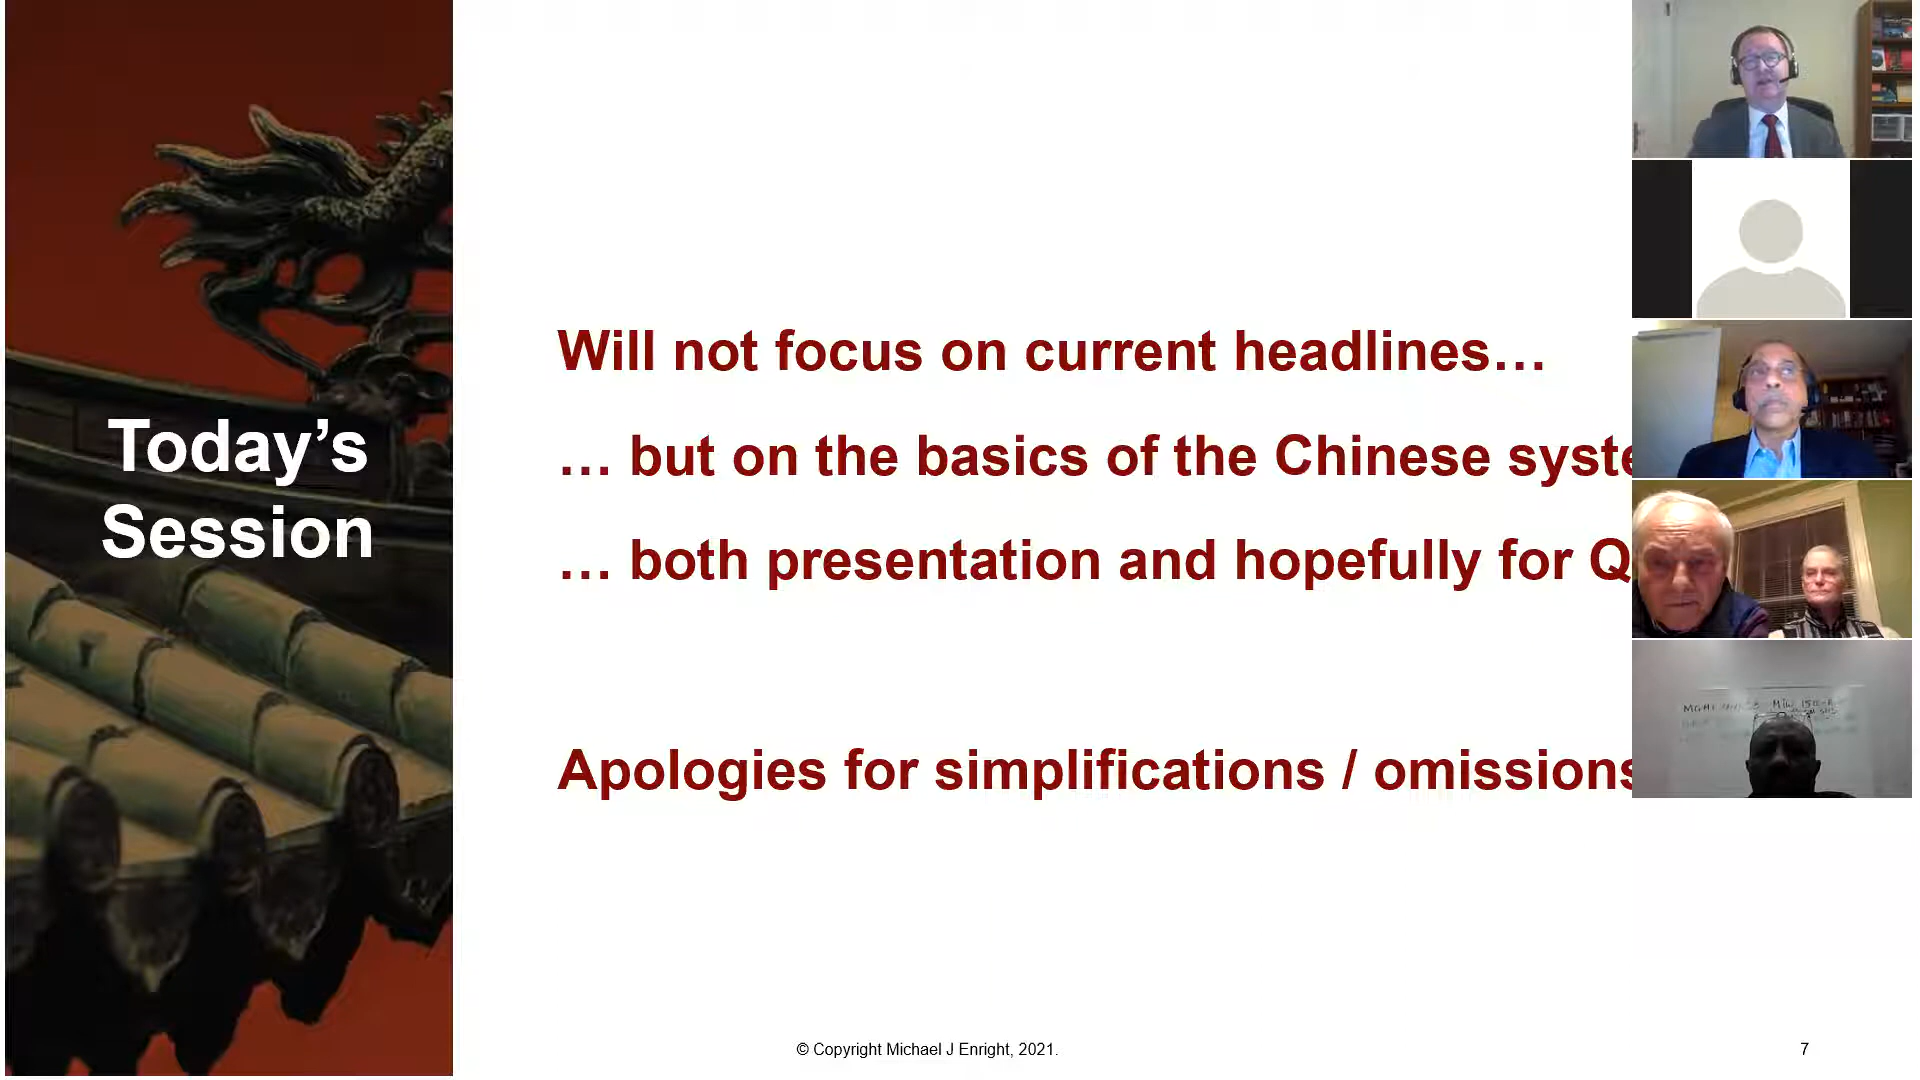 Today’s
Session
Will not focus on current headlines…
… but on the basics of the Chinese syste
… both presentation and hopefully for Q
Apologies for simplifications / omissions
© Copyright Michael J Enright, 2021.
7